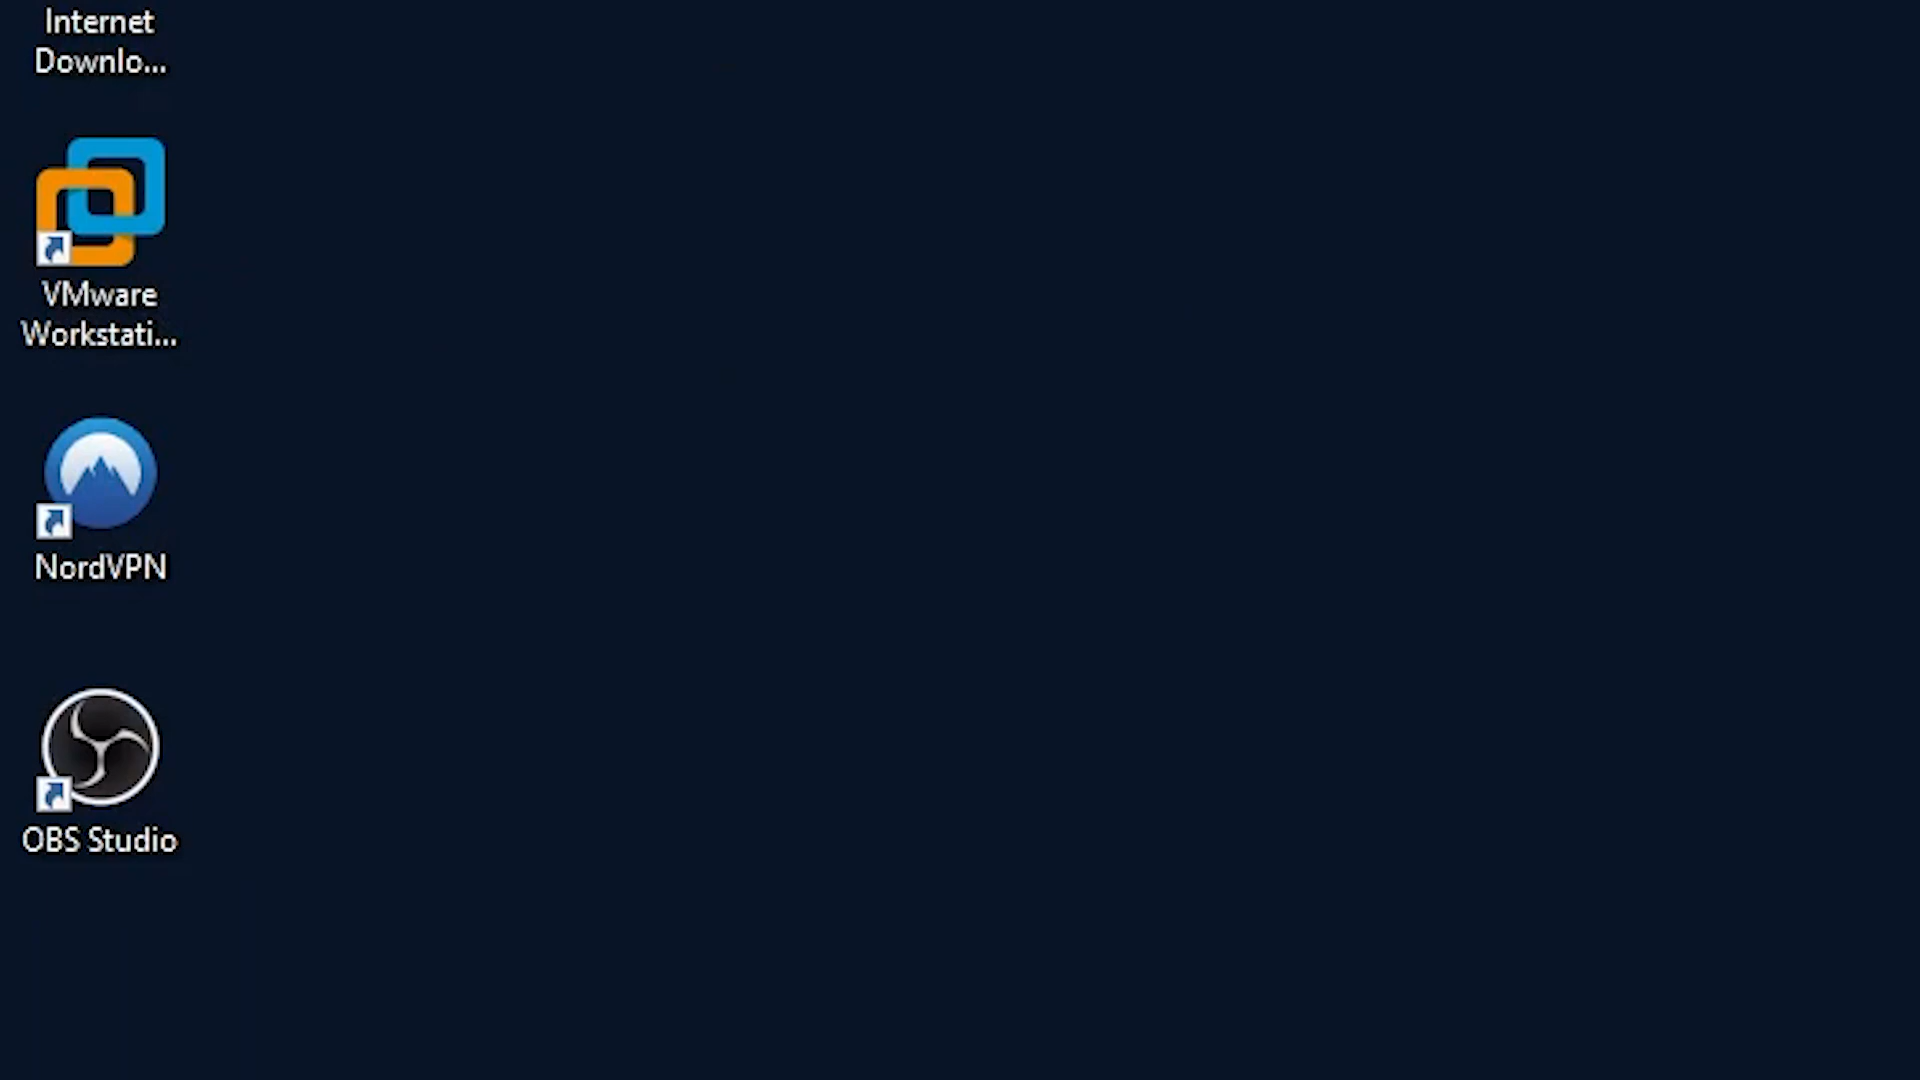 Internet
Downlo...
VMware
Workstati...
NordVPN
OBS Studio